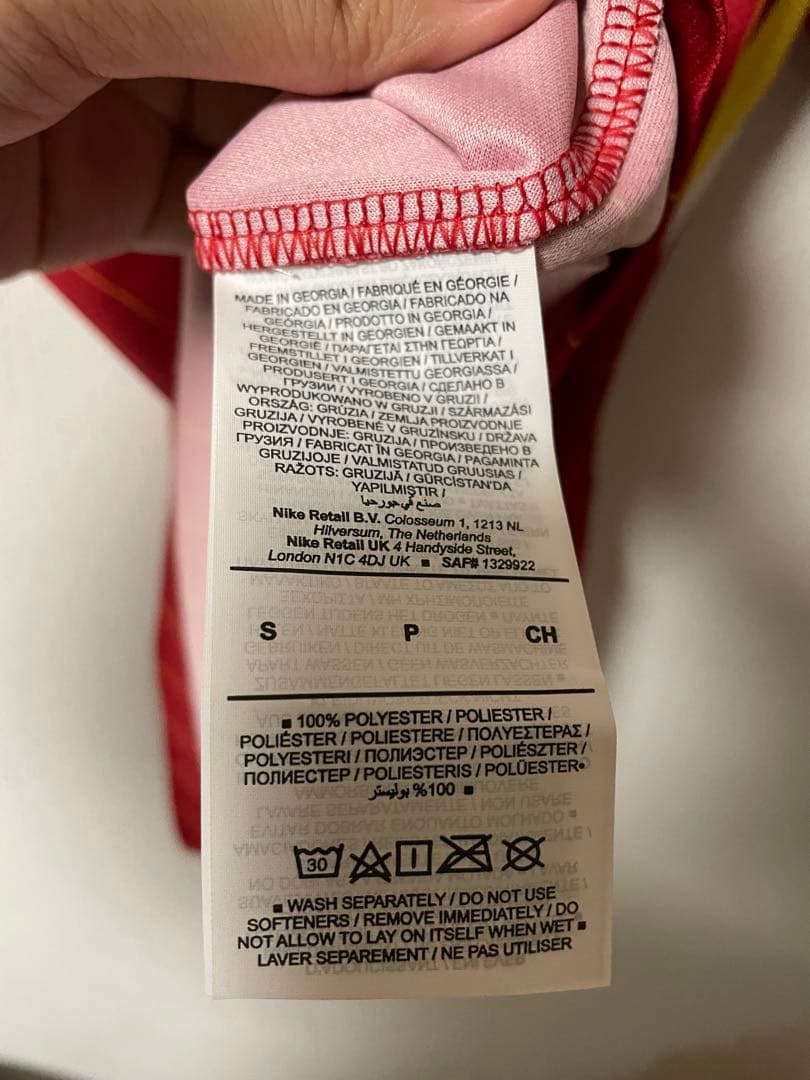 MADE IN GEORGIA / FABRIQUÉ EN GÉORGIE /
FABRICADO EN GEORGIA / FABRICADO NA
GEÓRGIA / PRODOTTO IN GEORGIA /
HERGESTELLT IN GEORGIEN / GEMAAKT IN
GEORGIË / ΠΑΡΑΓΕΤΑΙ ΣΤΗΝ ΓΕΩΡΓΙΑ /
FREMSTILLET I GEORGIEN / TILLVERKAT I
GEORGIEN / VALMISTETTU GEORGIASSA /
PRODUSERT I GEORGIA / СДЕЛАНО В
ГРУЗИИ / VYROBENO V GRUZII /
WYPRODUKOWANO W GRUZJI / SZÁRMAZÁSI
ORSZÁG: GRÚZIA / ZEMLJA PROIZVODNJE
GRUZIJA / VYROBENÉ V GRUZÍNSKU / DRŽAVA
PROIZVODNJE: GRUZIJA / ПРОИЗВЕДЕНО В
ГРУЗИЯ / FABRICAT ÎN GEORGIA / PAGAMINTA
GRUZIJOJE / VALMISTATUD GRUUSIAS /
RAŽOTS: GRUZIJĀ / GÜRCİSTAN'DA
YAPILMIŞTIR /
صنع في جورجيا
Nike Retail B.V. Colosseum 1, 1213 NL
Hilversum, The Netherlands
Nike Retail UK 4 Handyside Street,
London N1C 4DJ UK ■ SAF# 1329922
S P CH
■ 100% POLYESTER / POLIESTER /
POLIÉSTER / POLIESTERE / ΠΟΛΥΕΣΤΕΡΑΣ /
POLYESTERI / ПОЛИЭСТЕР / POLIÉSZTER /
ПОЛИЕСТЕР / POLIESTERIS / POLÜESTER•
100% بوليستر ■
30
■ WASH SEPARATELY / DO NOT USE
SOFTENERS / REMOVE IMMEDIATELY / DO
NOT ALLOW TO LAY ON ITSELF WHEN WET ■
LAVER SEPAREMENT / NE PAS UTILISER